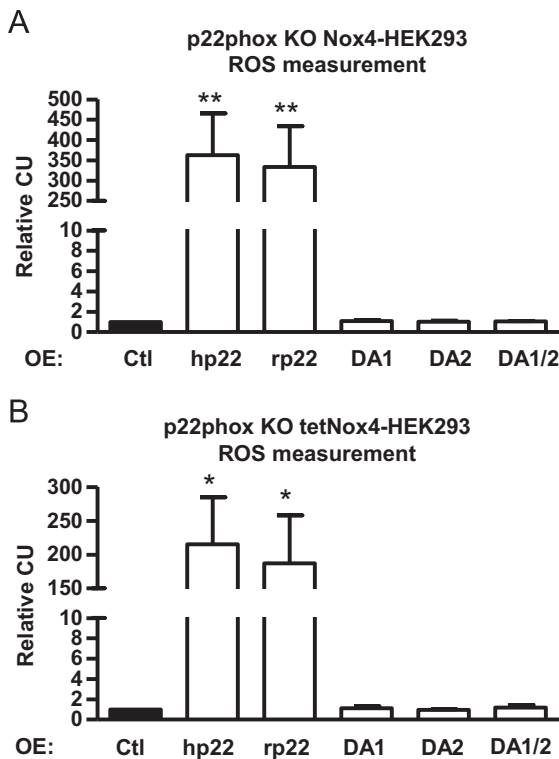 A
p22phox KO Nox4-HEK293
ROS measurement
Relative CU
500
450
400
350
300
250
10
8
6
4
2
0
** **
OE: Ctl hp22 rp22 DA1 DA2 DA1/2
B
p22phox KO tetNox4-HEK293
ROS measurement
Relative CU
300
250
200
150
10
8
6
4
2
0
* *
OE: Ctl hp22 rp22 DA1 DA2 DA1/2